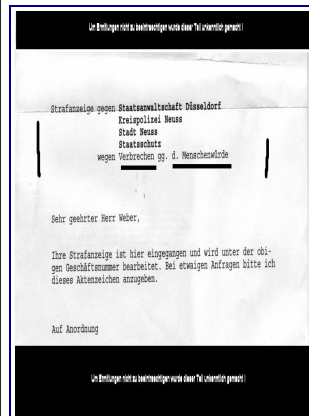 Um Ermittlungen nicht zu beeinträchtigen wurde dieser Teil unkenntlich gemacht !
Strafanzeige gegen Staatsanwaltschaft Düsseldorf
Kreispolizei Neuss
Stadt Neuss
Staatsschutz
wegen Verbrechen gg. d. Menschenwürde
Sehr geehrter Herr Weber,
Ihre Strafanzeige ist hier eingegangen und wird unter der obi-
gen Geschäftsnummer bearbeitet. Bei etwaigen Anfragen bitte ich
dieses Aktenzeichen anzugeben.
Auf Anordnung
Um Ermittlungen nicht zu beeinträchtigen wurde dieser Teil unkenntlich gemacht !